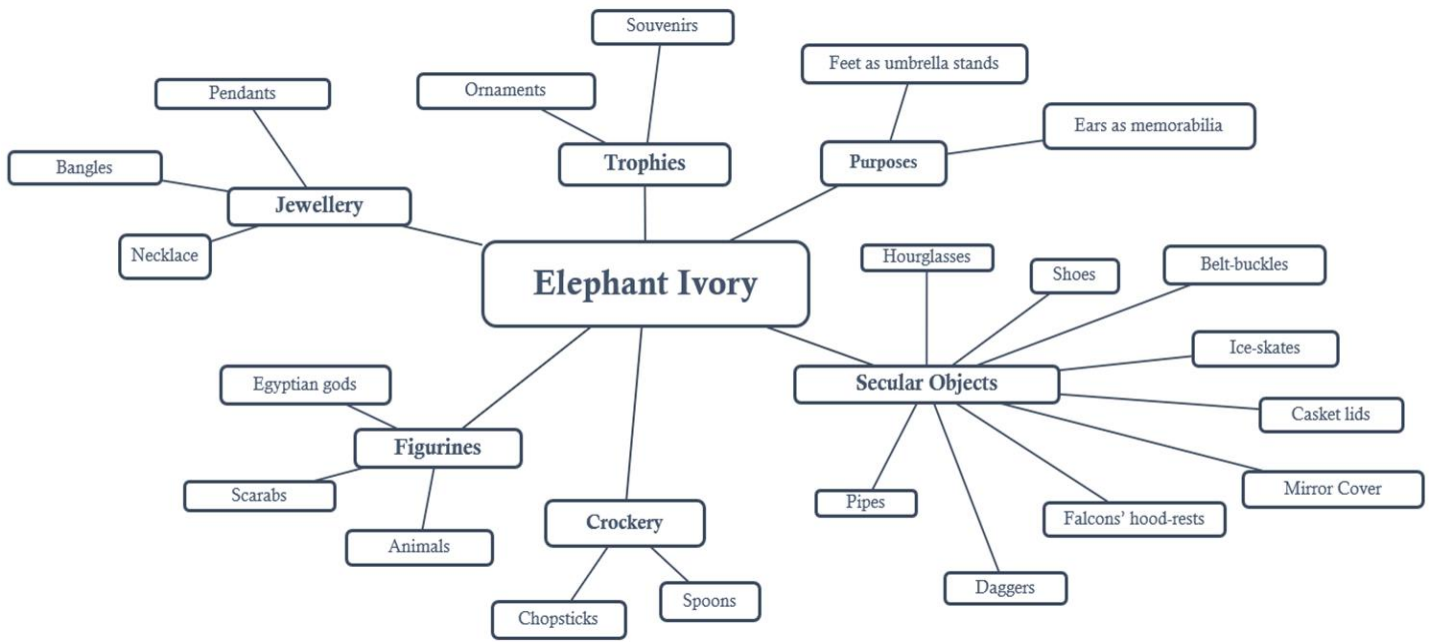 Souvenirs
Feet as umbrella stands
Ornaments
Pendants
Ears as memorabilia
Trophies
Purposes
Bangles
Jewellery
Necklace
Elephant Ivory
Hourglasses
Shoes
Belt-buckles
Ice-skates
Egyptian gods
Secular Objects
Casket lids
Figurines
Scarabs
Mirror Cover
Pipes
Crockery
Falcons’ hood-rests
Animals
Daggers
Spoons
Chopsticks